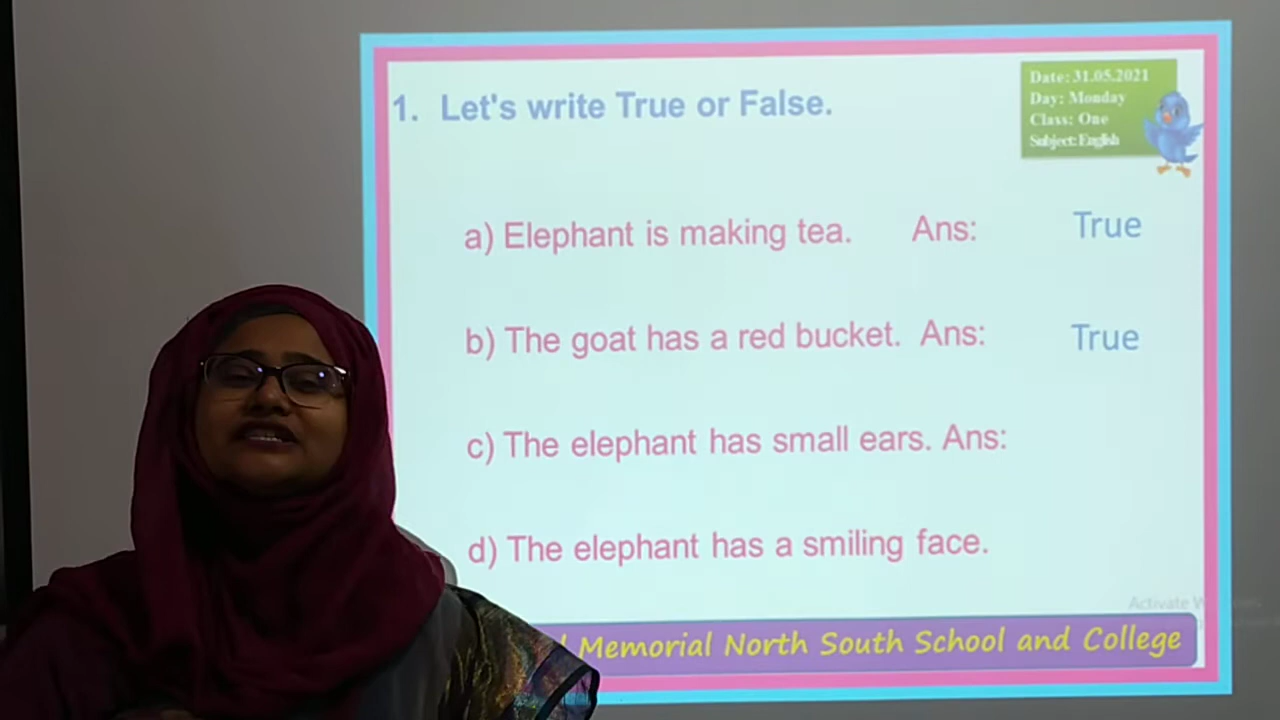 Date: 31.05.2021
Day: Monday
Class: One
Subject: English
1. Let's write True or False.
a) Elephant is making tea. Ans: True
b) The goat has a red bucket. Ans: True
c) The elephant has small ears. Ans:
d) The elephant has a smiling face.
Activate
Memorial North South School and College